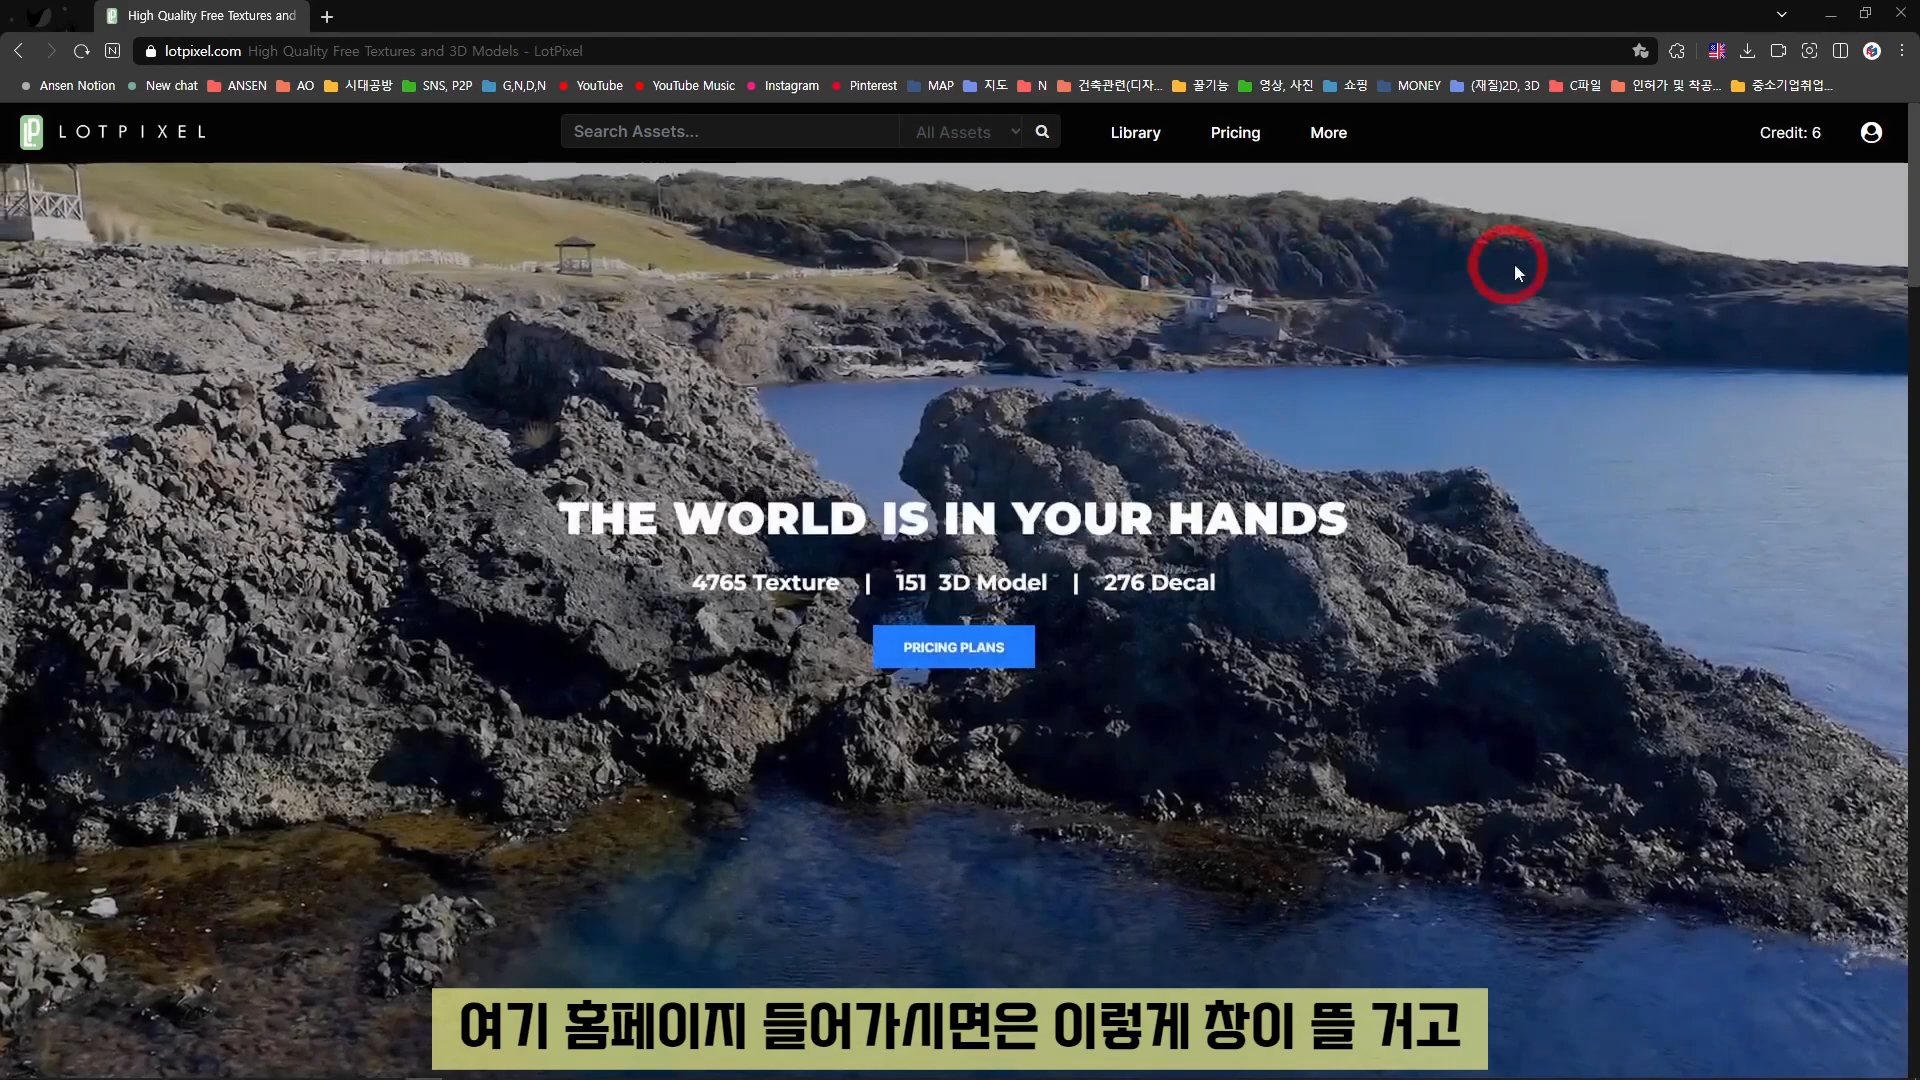 High Quality Free Textures and
lotpixel.com High Quality Free Textures and 3D Models - LotPixel
Ansen Notion New chat ANSEN AO 시대공방 SNS, P2P G,N,D,N YouTube YouTube Music Instagram Pinterest MAP 지도 N 건축관련(디자... 꿀기능 영상, 사진 쇼핑 MONEY (재질)2D, 3D C파일 인허가 및 착공... 중소기업취업...
LOTPIXEL Search Assets... All Assets Library Pricing More Credit: 6
THE WORLD IS IN YOUR HANDS
4765 Texture | 151 3D Model | 276 Decal
PRICING PLANS
여기 홈페이지 들어가시면은 이렇게 창이 뜰 거고